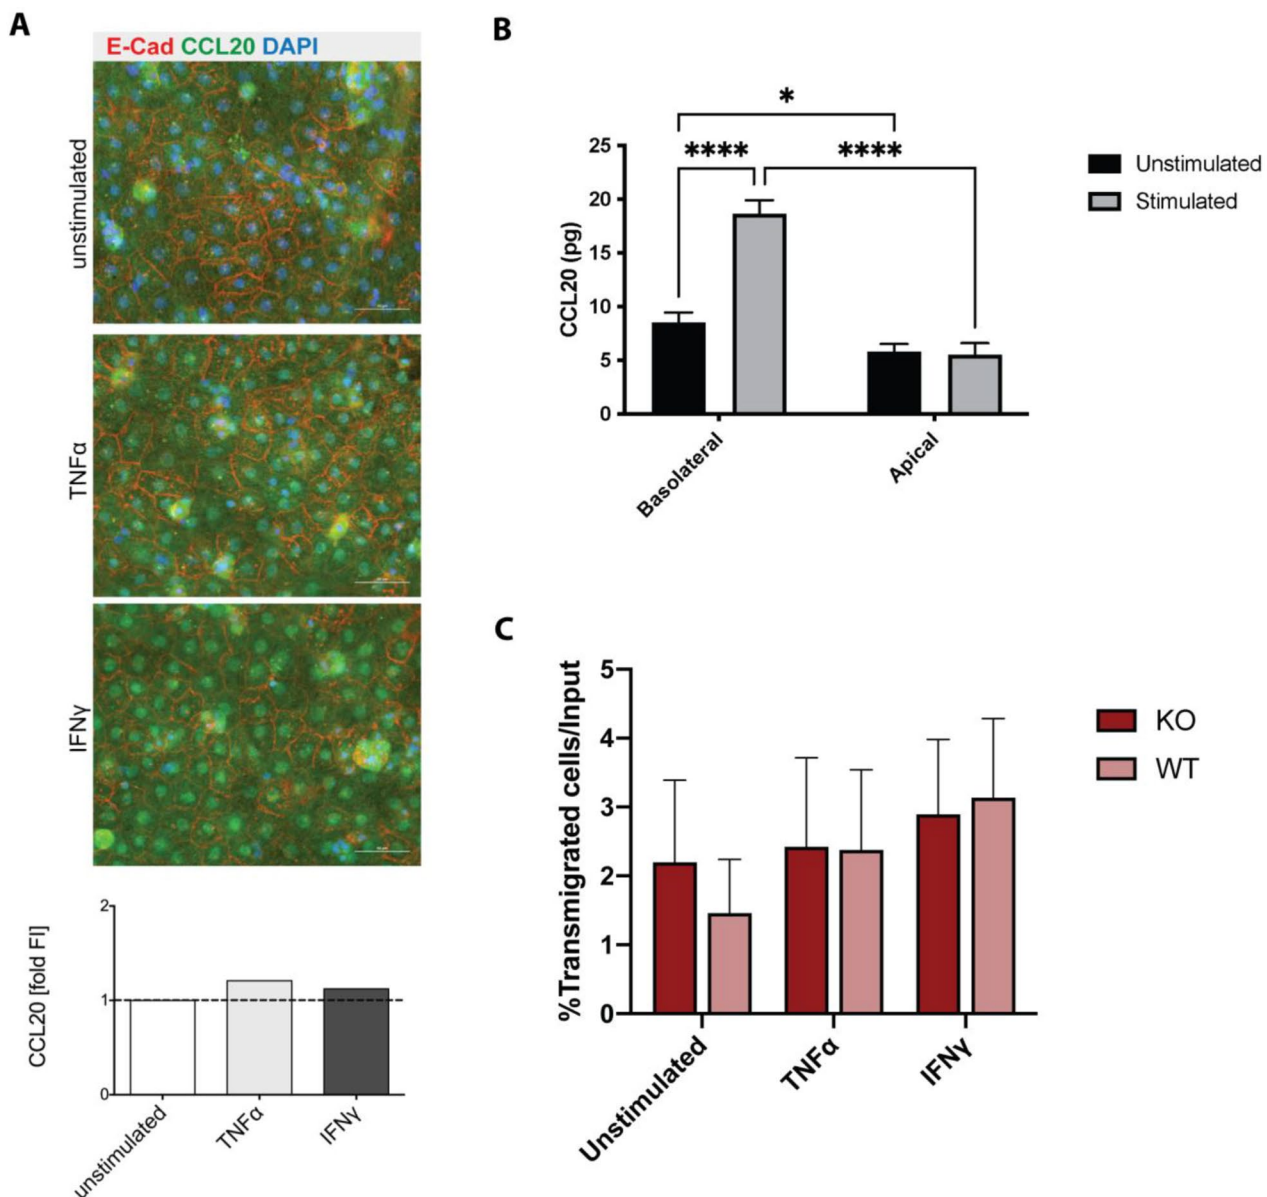 A
E-Cad CCL20 DAPI
unstimulated
TNFα
IFNγ
CCL20 [fold FI]
2
1
0
unstimulated
TNFα
IFNγ
B
*
****
****
CCL20 (pg)
25
20
15
10
5
0
Basolateral
Apical
Unstimulated
Stimulated
C
%Transmigrated cells/Input
5
4
3
2
1
0
Unstimulated
TNFα
IFNγ
KO
WT